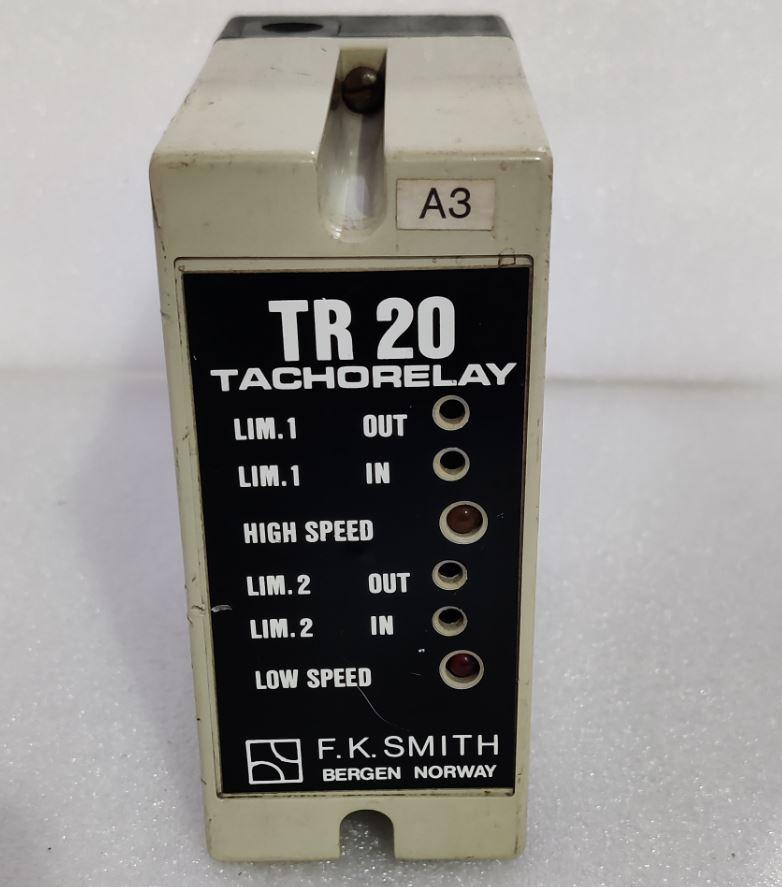 A3
TR 20
TACHORELAY
LIM.1 OUT
LIM.1 IN
HIGH SPEED
LIM.2 OUT
LIM.2 IN
LOW SPEED
F.K.SMITH
BERGEN NORWAY